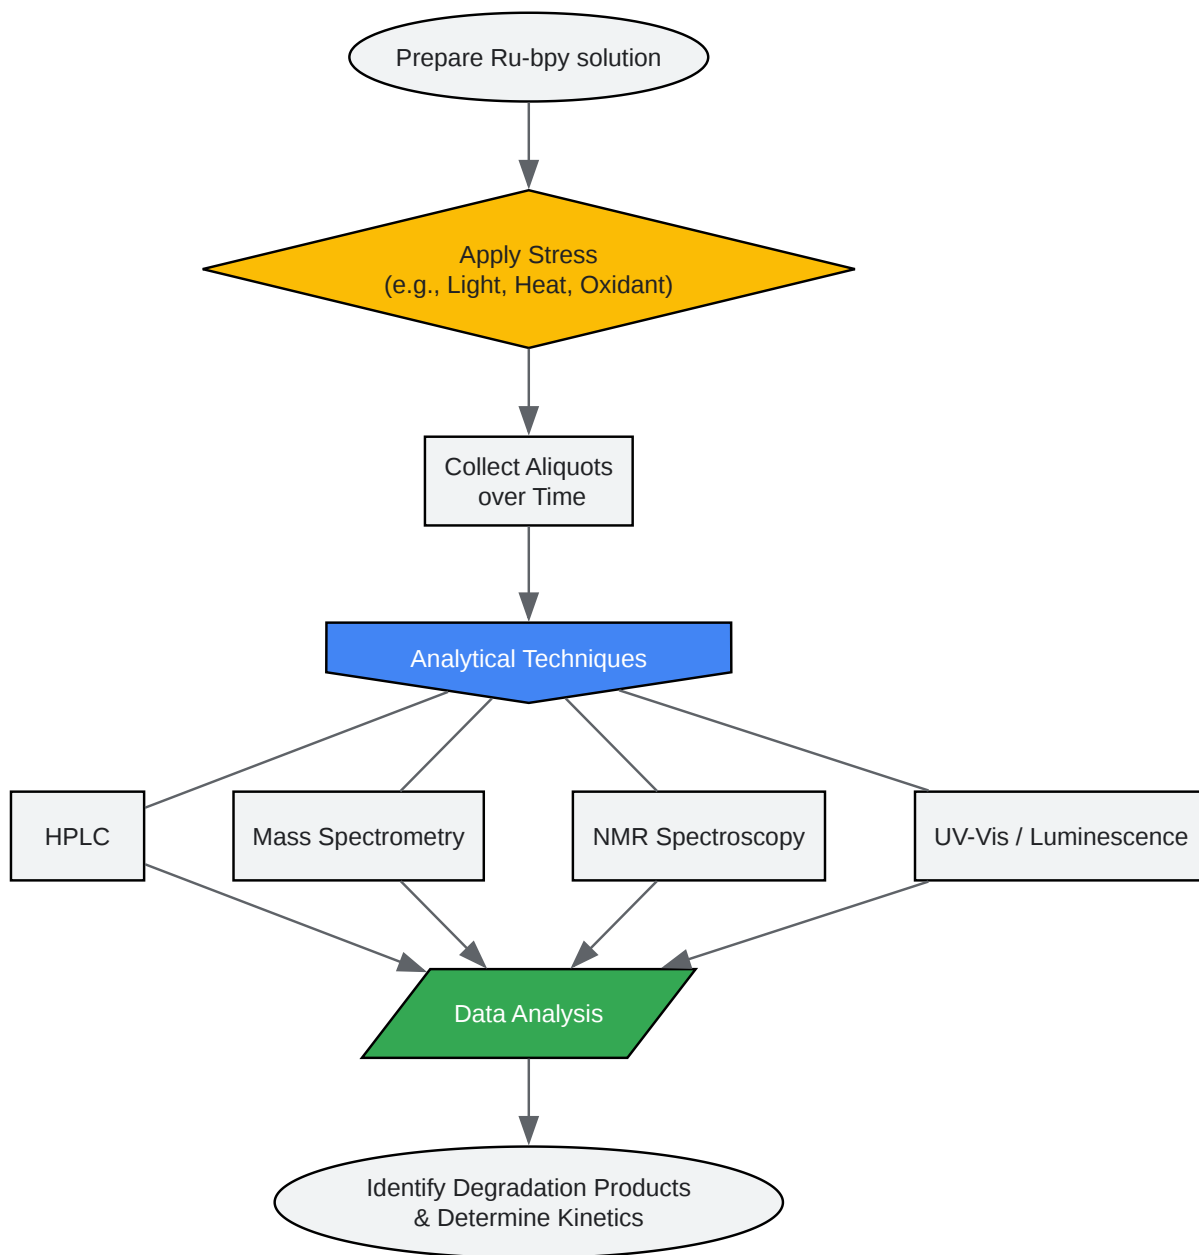 Prepare Ru-bpy solution
Apply Stress
(e.g., Light, Heat, Oxidant)
Collect Aliquots
over Time
Analytical Techniques
HPLC
Mass Spectrometry
NMR Spectroscopy
UV-Vis / Luminescence
Data Analysis
Identify Degradation Products
& Determine Kinetics